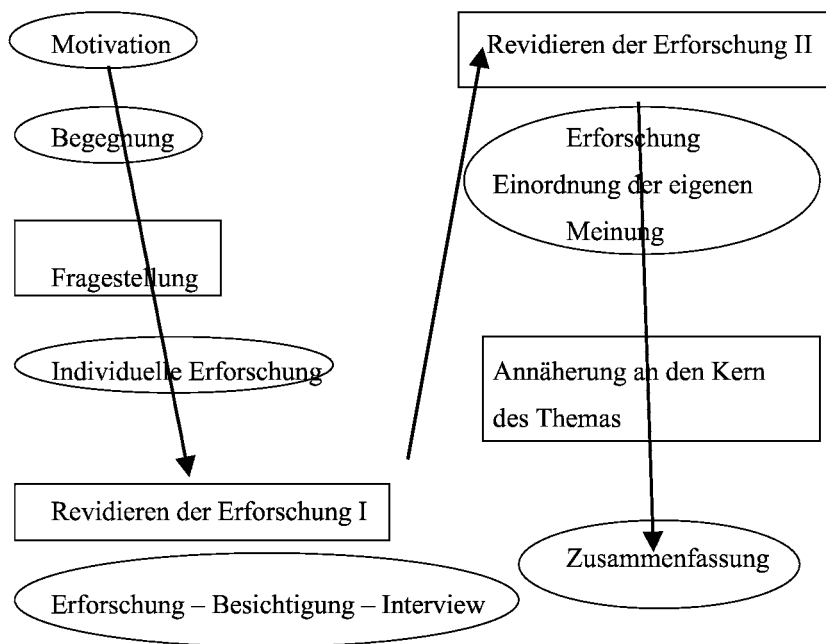 Motivation
Begegnung
Fragestellung
Individuelle Erforschung
Revidieren der Erforschung I
Erforschung – Besichtigung – Interview
Revidieren der Erforschung II
Erforschung
Einordnung der eigenen
Meinung
Annäherung an den Kern
des Themas
Zusammenfassung